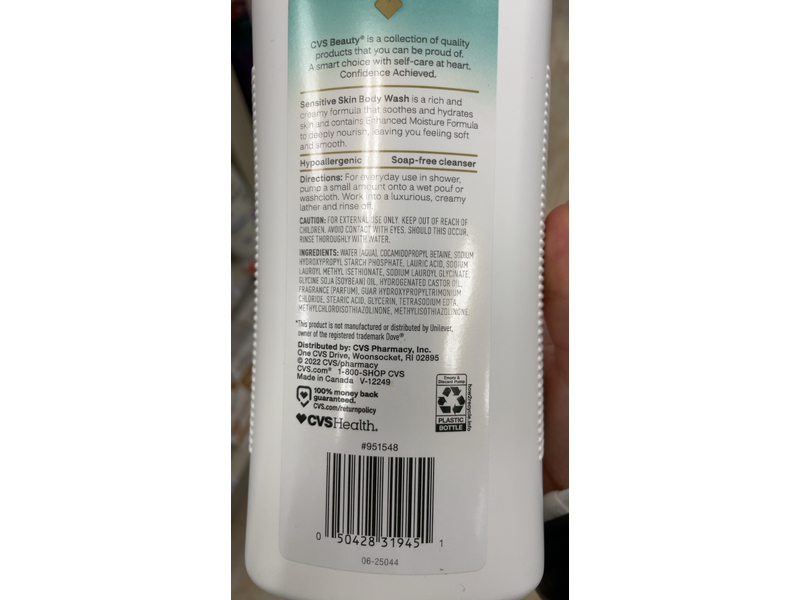 CVS Beauty® is a collection of quality
products that you can be proud of.
A smart choice with self-care at heart.
Confidence Achieved.
Sensitive Skin Body Wash is a rich and
creamy formula that soothes and hydrates
skin and contains Enhanced Moisture Formula
to deeply nourish, leaving you feeling soft
and smooth.
Hypoallergenic Soap-free cleanser
Directions: For everyday use in shower,
pump a small amount onto a wet pouf or
washcloth. Work into a luxurious, creamy
lather and rinse off.
CAUTION: FOR EXTERNAL USE ONLY. KEEP OUT OF REACH OF
CHILDREN. AVOID CONTACT WITH EYES. SHOULD THIS OCCUR,
RINSE THOROUGHLY WITH WATER.
INGREDIENTS: WATER (AQUA), COCAMIDOPROPYL BETAINE, SODIUM
HYDROXYPROPYL STARCH PHOSPHATE, LAURIC ACID, SODIUM
LAUROYL METHYL ISETHIONATE, SODIUM LAUROYL GLYCINATE,
GLYCINE SOJA (SOYBEAN) OIL, HYDROGENATED CASTOR OIL,
FRAGRANCE (PARFUM), GUAR HYDROXYPROPYLTRIMONIUM
CHLORIDE, STEARIC ACID, GLYCERIN, TETRASODIUM EDTA,
METHYLCHLOROISOTHIAZOLINONE, METHYLISOTHIAZOLINONE.
*This product is not manufactured or distributed by Unilever,
owner of the registered trademark Dove®.
Distributed by: CVS Pharmacy, Inc.
One CVS Drive, Woonsocket, RI 02895
© 2022 CVS/pharmacy
CVS.com® 1-800-SHOP CVS
Made in Canada V-12249
100% money back
guaranteed.
CVS.com/returnpolicy
CVSHealth.
Empty &
Discard Pump
PLASTIC
BOTTLE
how2recycle.info
#951548
0 50428 31945 1
06-25044